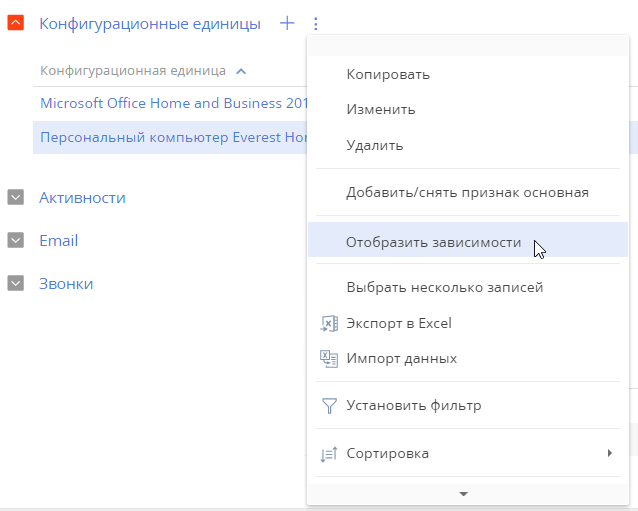 Конфигурационные единицы
Конфигурационная единица
Microsoft Office Home and Business 201
Персональный компьютер Everest
Активности
Email
Звонки
Копировать
Изменить
Удалить
Добавить/снять признак основная
Отобразить зависимости
Выбрать несколько записей
Экспорт в Excel
Импорт данных
Установить фильтр
Сортировка